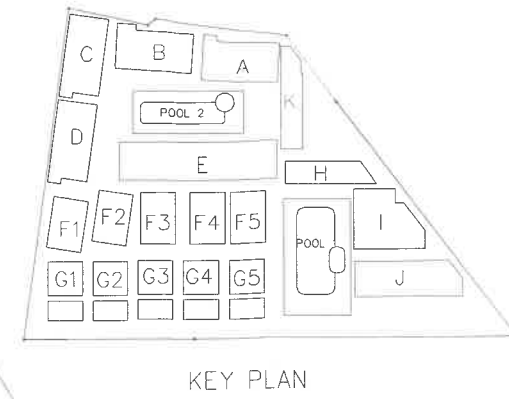 C
B
A
K
POOL 2
D
E
H
F1 F2 F3 F4 F5
I
POOL
G1 G2 G3 G4 G5
J
KEY PLAN